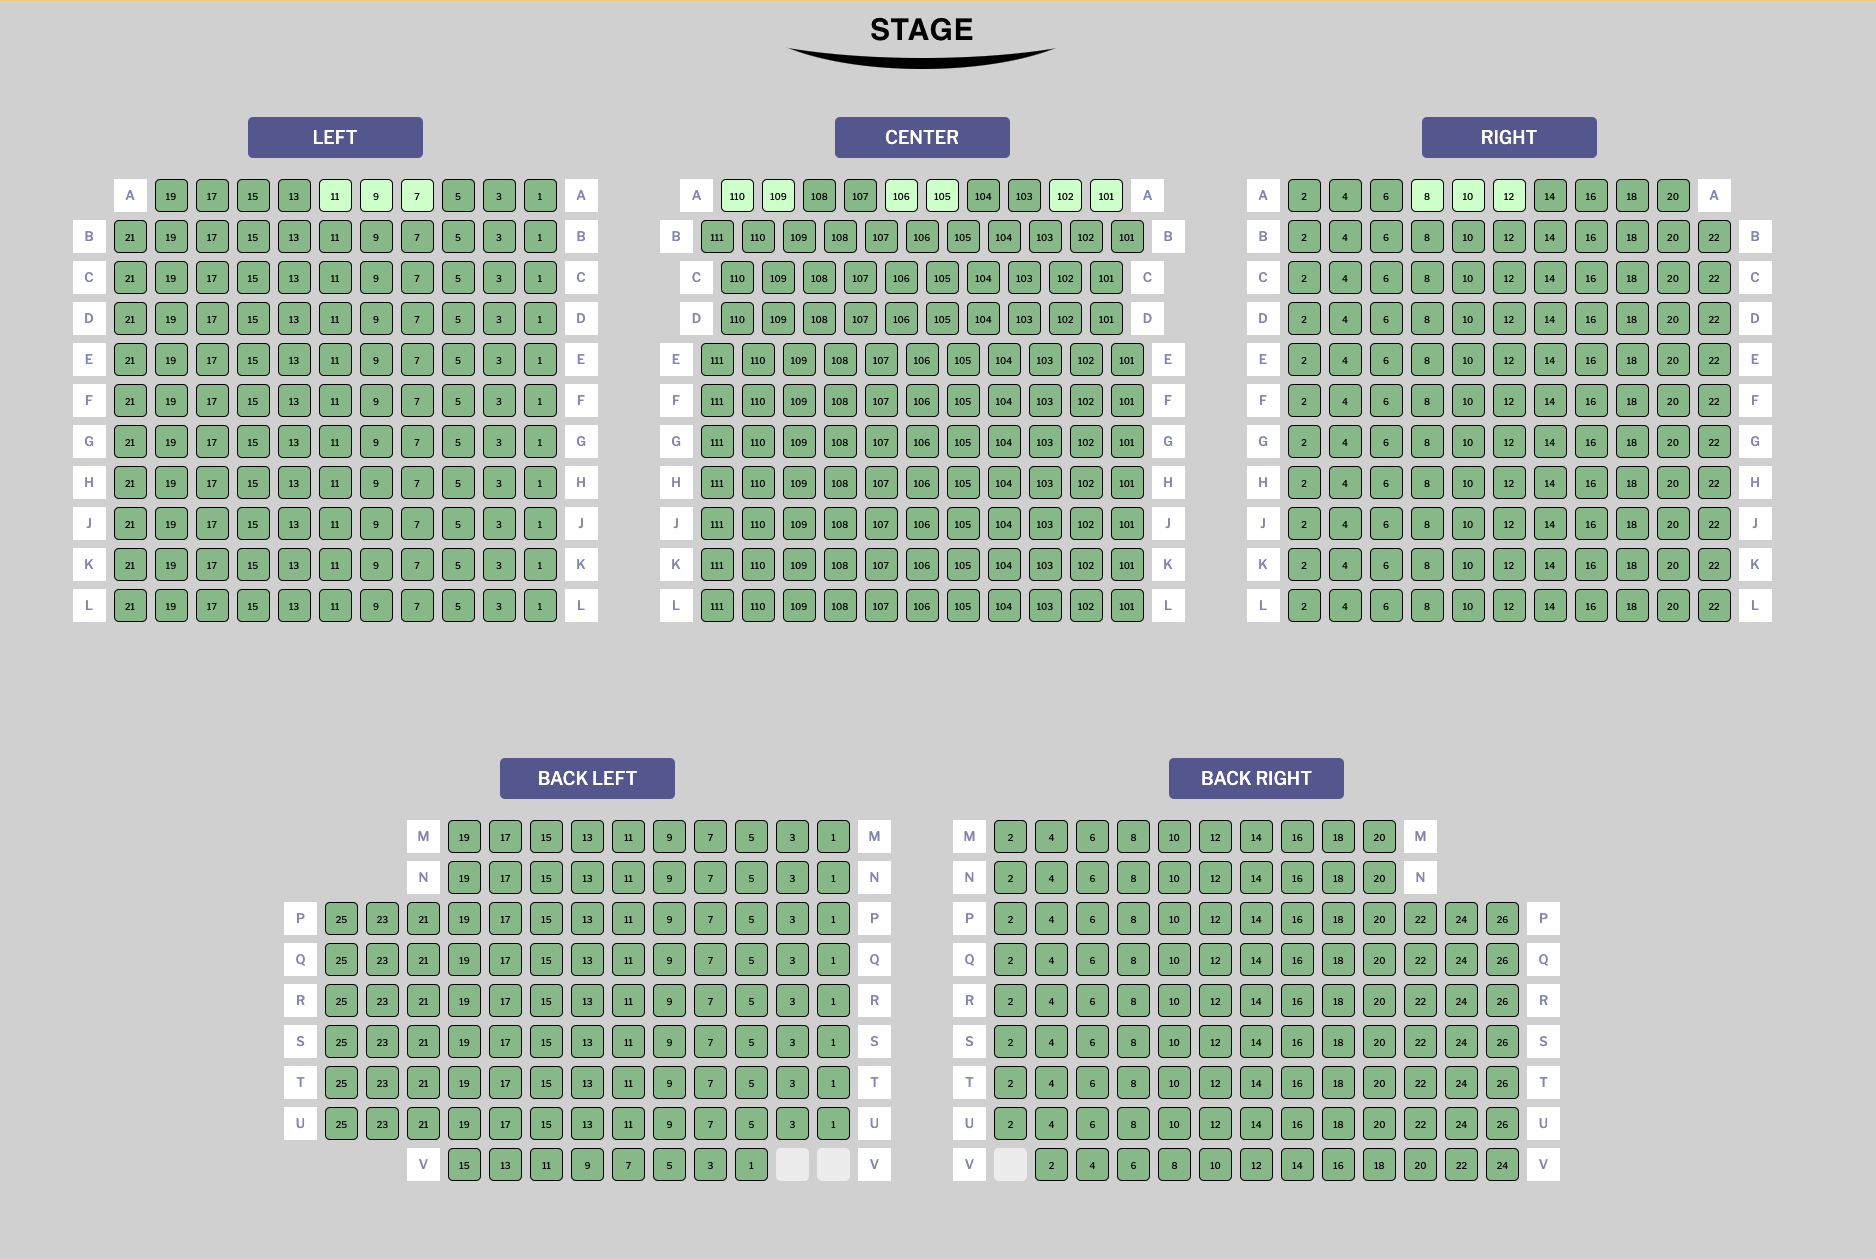 STAGE
LEFT CENTER RIGHT
A 19 17 15 13 11 9 7 5 3 1 A A 110 109 108 107 106 105 104 103 102 101 A A 2 4 6 8 10 12 14 16 18 20 A
B 21 19 17 15 13 11 9 7 5 3 1 B B 111 110 109 108 107 106 105 104 103 102 101 B B 2 4 6 8 10 12 14 16 18 20 22 B
C 21 19 17 15 13 11 9 7 5 3 1 C C 110 109 108 107 106 105 104 103 102 101 C C 2 4 6 8 10 12 14 16 18 20 22 C
D 21 19 17 15 13 11 9 7 5 3 1 D D 110 109 108 107 106 105 104 103 102 101 D D 2 4 6 8 10 12 14 16 18 20 22 D
E 21 19 17 15 13 11 9 7 5 3 1 E E 111 110 109 108 107 106 105 104 103 102 101 E E 2 4 6 8 10 12 14 16 18 20 22 E
F 21 19 17 15 13 11 9 7 5 3 1 F F 111 110 109 108 107 106 105 104 103 102 101 F F 2 4 6 8 10 12 14 16 18 20 22 F
G 21 19 17 15 13 11 9 7 5 3 1 G G 111 110 109 108 107 106 105 104 103 102 101 G G 2 4 6 8 10 12 14 16 18 20 22 G
H 21 19 17 15 13 11 9 7 5 3 1 H H 111 110 109 108 107 106 105 104 103 102 101 H H 2 4 6 8 10 12 14 16 18 20 22 H
J 21 19 17 15 13 11 9 7 5 3 1 J J 111 110 109 108 107 106 105 104 103 102 101 J J 2 4 6 8 10 12 14 16 18 20 22 J
K 21 19 17 15 13 11 9 7 5 3 1 K K 111 110 109 108 107 106 105 104 103 102 101 K K 2 4 6 8 10 12 14 16 18 20 22 K
L 21 19 17 15 13 11 9 7 5 3 1 L L 111 110 109 108 107 106 105 104 103 102 101 L L 2 4 6 8 10 12 14 16 18 20 22 L
BACK LEFT BACK RIGHT
M 19 17 15 13 11 9 7 5 3 1 M M 2 4 6 8 10 12 14 16 18 20 M
N 19 17 15 13 11 9 7 5 3 1 N N 2 4 6 8 10 12 14 16 18 20 N
P 25 23 21 19 17 15 13 11 9 7 5 3 1 P P 2 4 6 8 10 12 14 16 18 20 22 24 26 P
Q 25 23 21 19 17 15 13 11 9 7 5 3 1 Q Q 2 4 6 8 10 12 14 16 18 20 22 24 26 Q
R 25 23 21 19 17 15 13 11 9 7 5 3 1 R R 2 4 6 8 10 12 14 16 18 20 22 24 26 R
S 25 23 21 19 17 15 13 11 9 7 5 3 1 S S 2 4 6 8 10 12 14 16 18 20 22 24 26 S
T 25 23 21 19 17 15 13 11 9 7 5 3 1 T T 2 4 6 8 10 12 14 16 18 20 22 24 26 T
U 25 23 21 19 17 15 13 11 9 7 5 3 1 U U 2 4 6 8 10 12 14 16 18 20 22 24 26 U
V 15 13 11 9 7 5 3 1 V V 2 4 6 8 10 12 14 16 18 20 22 24 V